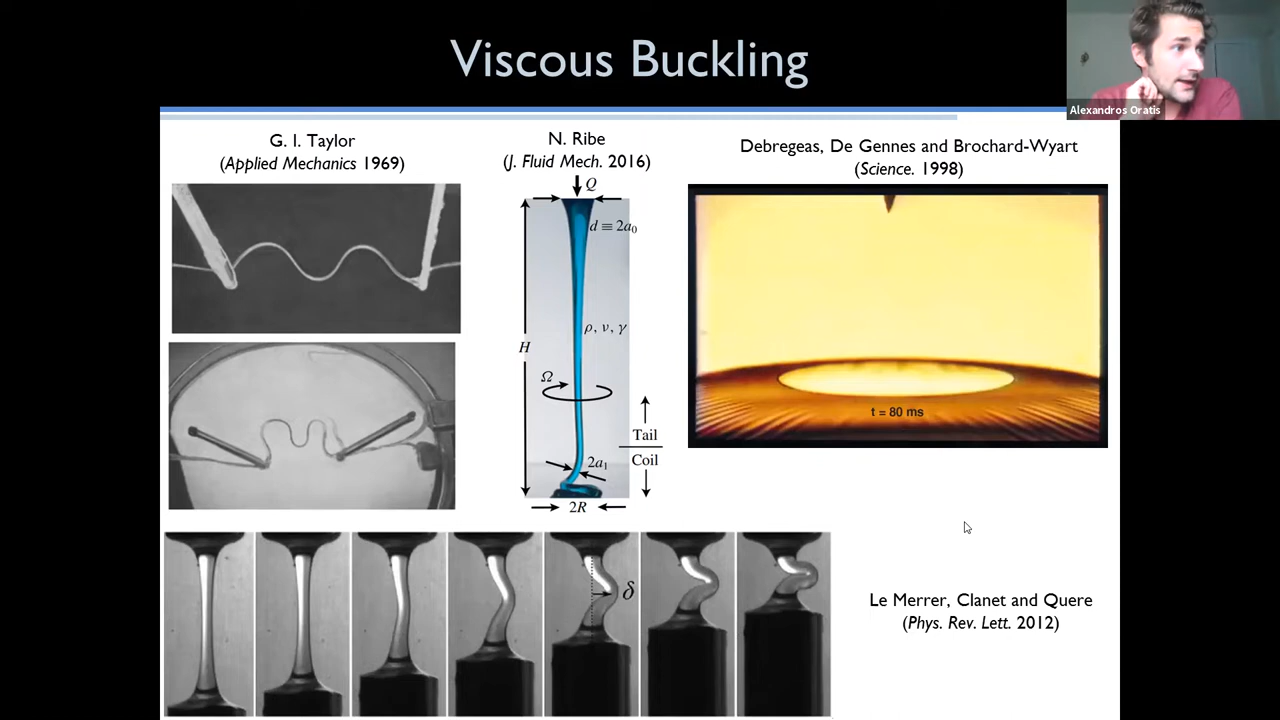 Viscous Buckling
Alexandros Oratis
G. I. Taylor
(Applied Mechanics 1969)
N. Ribe
(J. Fluid Mech. 2016)
Debregeas, De Gennes and Brochard-Wyart
(Science. 1998)
Q
d ≡ 2a₀
ρ, ν, γ
H
Ω
Tail
Coil
2a₁
2R
t = 80 ms
δ
Le Merrer, Clanet and Quere
(Phys. Rev. Lett. 2012)